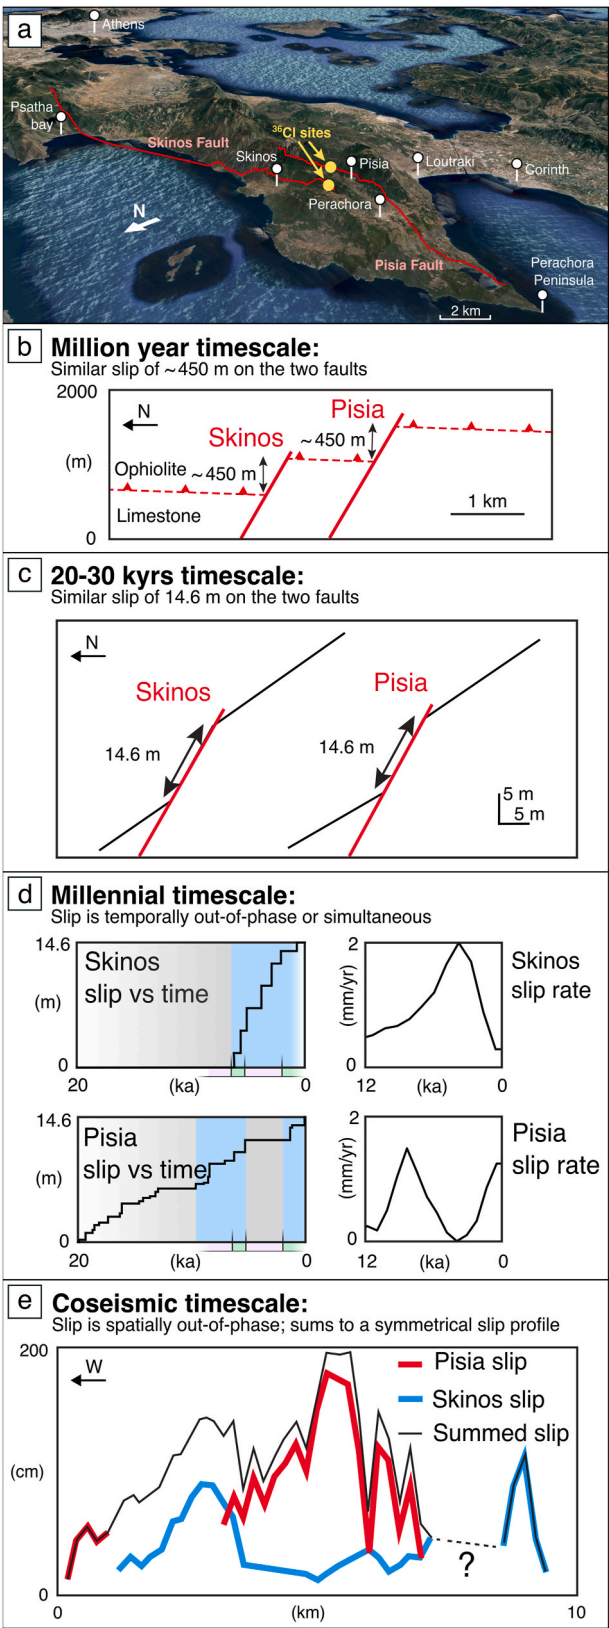 a
Athens
Psatha
bay
Skinos Fault
36Cl sites
Skinos
Pisia
Loutraki
Corinth
Perachora
N
Pisia Fault
Perachora
Peninsula
2 km
b
Million year timescale:
Similar slip of ~450 m on the two faults
2000
N
Pisia
Skinos
~450 m
(m)
Ophiolite
~450 m
1 km
Limestone
0
c
20-30 kyrs timescale:
Similar slip of 14.6 m on the two faults
N
Skinos
Pisia
14.6 m
14.6 m
5 m
5 m
d
Millennial timescale:
Slip is temporally out-of-phase or simultaneous
14.6
Skinos
slip vs time
(m)
0
20
(ka)
0
2
(mm/yr)
0
12
(ka)
0
Skinos
slip rate
14.6
Pisia
slip vs time
(m)
0
20
(ka)
0
2
(mm/yr)
0
12
(ka)
0
Pisia
slip rate
e
Coseismic timescale:
Slip is spatially out-of-phase; sums to a symmetrical slip profile
200
W
Pisia slip
Skinos slip
Summed slip
(cm)
?
0
0
(km)
10